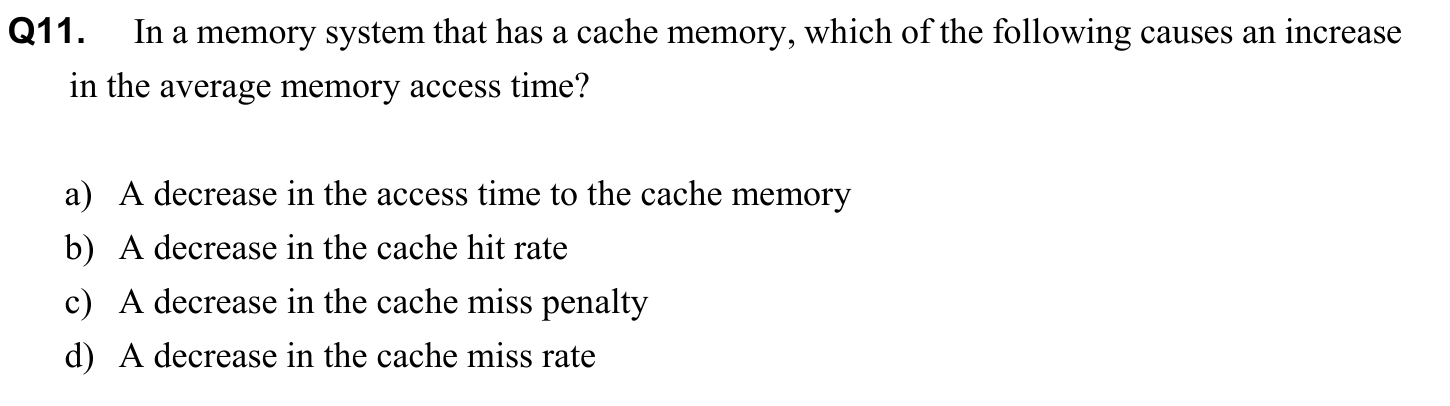 Q11. In a memory system that has a cache memory, which of the following causes an increase
in the average memory access time?
a) A decrease in the access time to the cache memory
b) A decrease in the cache hit rate
c) A decrease in the cache miss penalty
d) A decrease in the cache miss rate